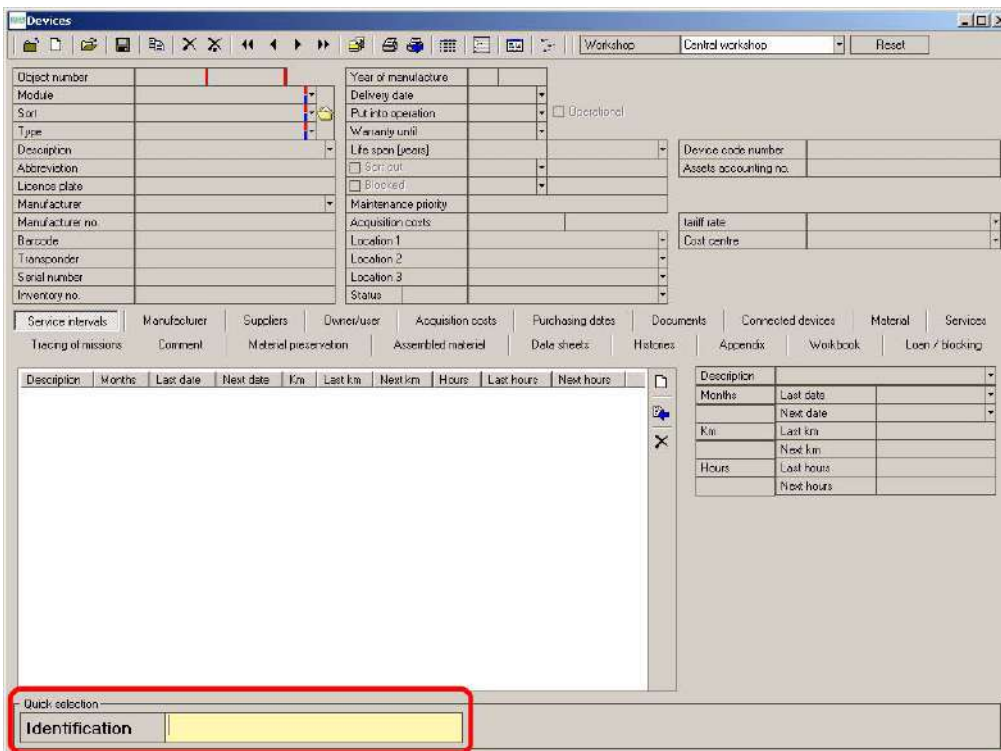 Devices
Workshop Central workshop Reset
Object number Year of manufacture
Module Delivery date
Sort Put into operation Operational
Type Warranty until
Description Life span [years] Device code number
Abbreviation Sort out Assets accounting no.
Licence plate Blocked
Manufacturer Maintenance priority
Manufacturer no. Acquisition costs tariff rate
Barcode Location 1 Cost centre
Transponder Location 2
Serial number Location 3
Inventory no. Status
Service intervals Manufacturer Suppliers Owner/user Acquisition costs Purchasing dates Documents Connected devices Material Services
Tracing of missions Comment Material preservation Assembled material Data sheets Histories Appendix Workbook Loan / blocking
Description Months Last date Next date Km Last km Next km Hours Last hours Next hours
Description
Months Last date
Next date
Km Last km
Next km
Hours Last hours
Next hours
Quick selection
Identification